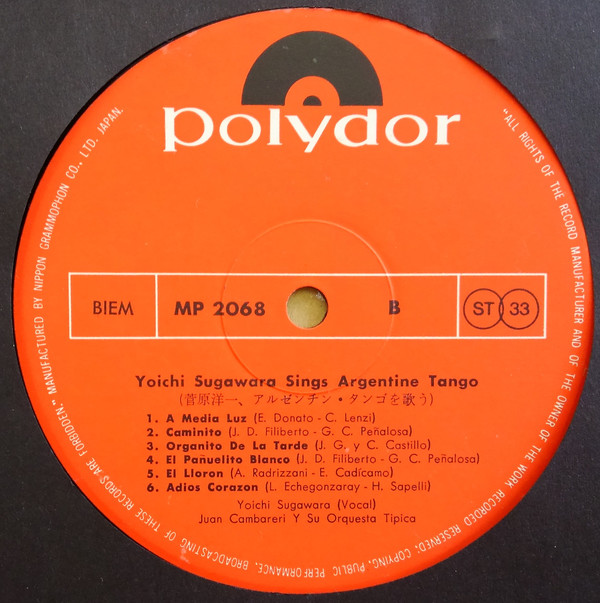 polydor
BIEM
MP 2068
B
ST 33
Yoichi Sugawara Sings Argentine Tango
(菅原洋一、アルゼンチン・タンゴを歌う)
1. A Media Luz (E. Donato - C. Lenzi)
2. Caminito (J. D. Filiberto - G. C. Peñalosa)
3. Organito De La Tarde (J. G, y C. Castillo)
4. El Pañuelito Blanco (J. D. Filiberto - G. C. Peñalosa)
5. El Lloron (A. Radrizzani - E. Cadícamo)
6. Adios Corazon (L. Echegonzaray - H. Sapelli)
Yoichi Sugawara (Vocal)
Juan Cambareri Y Su Orquesta Tipica
"ALL RIGHTS OF THE RECORD MANUFACTURER AND OF THE OWNER OF THE WORK RECORDED RESERVED. COPYING, PUBLIC PERFORMANCE, BROADCASTING OF THESE RECORDS ARE FORBIDDEN." MANUFACTURED BY NIPPON GRAMMOPHON CO., LTD. JAPAN.